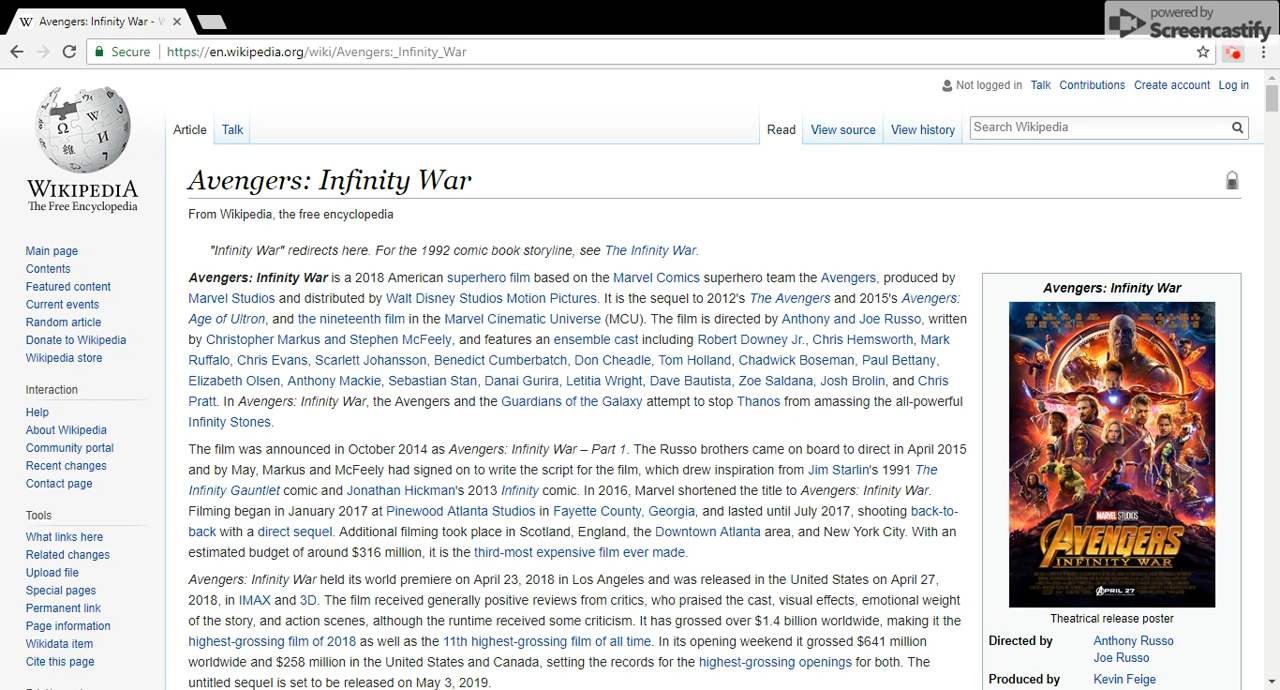 Avengers: Infinity War - W
powered by
Screencastify
Secure
https://en.wikipedia.org/wiki/Avengers:_Infinity_War
Not logged in Talk Contributions Create account Log in
Article Talk
Read View source View history
Search Wikipedia
WIKIPEDIA
The Free Encyclopedia
Main page
Contents
Featured content
Current events
Random article
Donate to Wikipedia
Wikipedia store
Interaction
Help
About Wikipedia
Community portal
Recent changes
Contact page
Tools
What links here
Related changes
Upload file
Special pages
Permanent link
Page information
Wikidata item
Cite this page
Avengers: Infinity War
From Wikipedia, the free encyclopedia
"Infinity War" redirects here. For the 1992 comic book storyline, see The Infinity War.
Avengers: Infinity War is a 2018 American superhero film based on the Marvel Comics superhero team the Avengers, produced by
Marvel Studios and distributed by Walt Disney Studios Motion Pictures. It is the sequel to 2012's The Avengers and 2015's Avengers:
Age of Ultron, and the nineteenth film in the Marvel Cinematic Universe (MCU). The film is directed by Anthony and Joe Russo, written
by Christopher Markus and Stephen McFeely, and features an ensemble cast including Robert Downey Jr., Chris Hemsworth, Mark
Ruffalo, Chris Evans, Scarlett Johansson, Benedict Cumberbatch, Don Cheadle, Tom Holland, Chadwick Boseman, Paul Bettany,
Elizabeth Olsen, Anthony Mackie, Sebastian Stan, Danai Gurira, Letitia Wright, Dave Bautista, Zoe Saldana, Josh Brolin, and Chris
Pratt. In Avengers: Infinity War, the Avengers and the Guardians of the Galaxy attempt to stop Thanos from amassing the all-powerful
Infinity Stones.
The film was announced in October 2014 as Avengers: Infinity War – Part 1. The Russo brothers came on board to direct in April 2015
and by May, Markus and McFeely had signed on to write the script for the film, which drew inspiration from Jim Starlin's 1991 The
Infinity Gauntlet comic and Jonathan Hickman's 2013 Infinity comic. In 2016, Marvel shortened the title to Avengers: Infinity War.
Filming began in January 2017 at Pinewood Atlanta Studios in Fayette County, Georgia, and lasted until July 2017, shooting back-to-
back with a direct sequel. Additional shook place in Scotland, England, the Downtown Atlanta area, and New York City. With an
estimated budget of around $316 million, it is the third-most expensive film ever made.
Avengers: Infinity War held its world on April 23, 2018 in Los Angeles and was released in the United States on April 27,
2018, in IMAX and 3D. The film received generally positive reviews from critics, who praised the cast, visual effects, emotional weight
of the story, and action scenes, although the runtime received some criticism. It has grossed over $1.4 billion worldwide, making it the
highest-grossing film of 2018 as well as the 11th highest-grossing film of all time. In its opening weekend it grossed $641 million
worldwide and $258 million in the United States and Canada, setting the records for the highest-grossing openings for both. The
untitled sequel is set to be released on May 3, 2019.
Avengers: Infinity War
MARVEL STUDIOS
AVENGERS
INFINITY WAR
APRIL 27
Theatrical release poster
Directed by Anthony Russo
Joe Russo
Produced by Kevin Feige